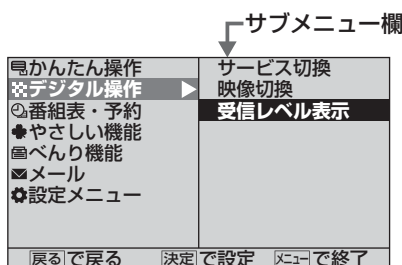 サブメニュー欄
かんたん操作
デジタル操作
番組表・予約
やさしい機能
べんり機能
メール
設定メニュー
サービス切換
映像切換
受信レベル表示
戻るで戻る 決定で設定 メニューで終了